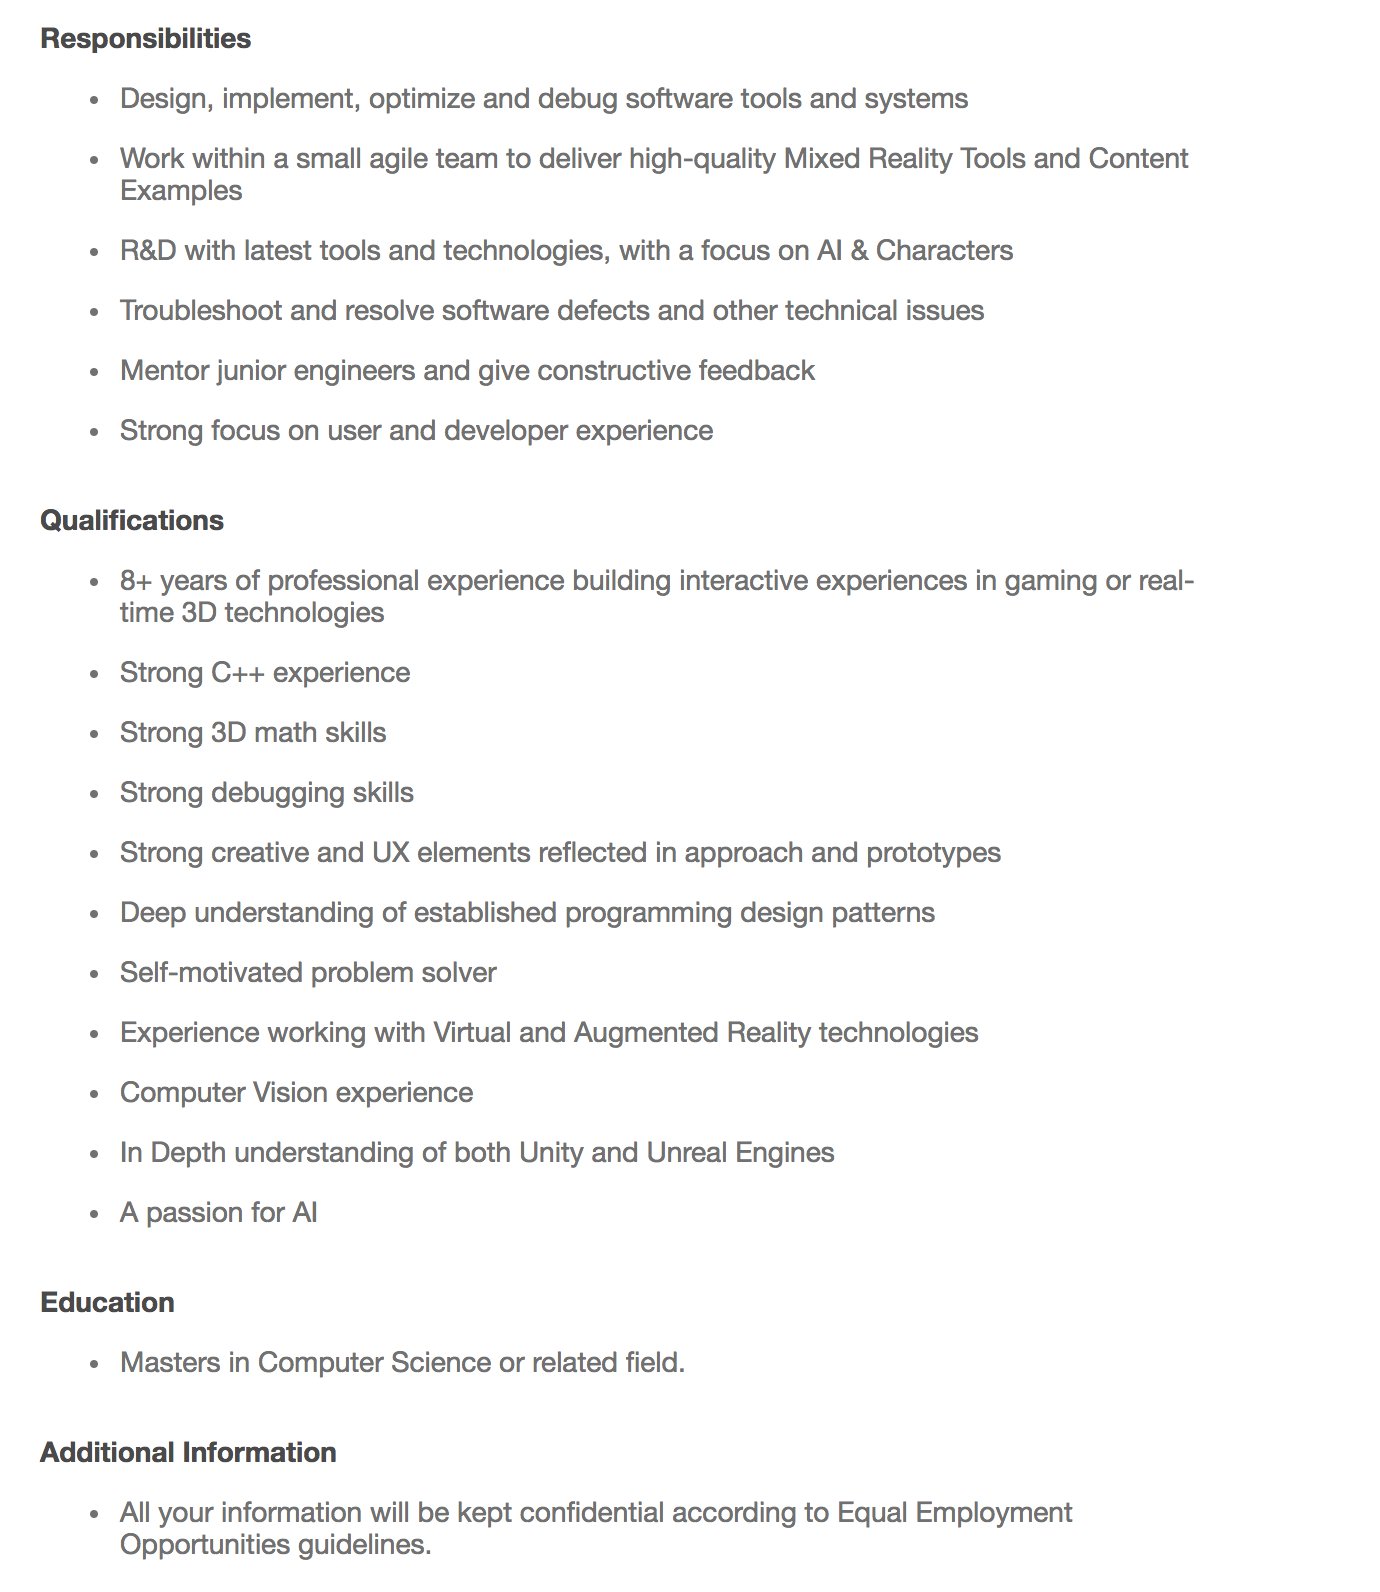 Responsibilities
• Design, implement, optimize and debug software tools and systems
• Work within a small agile team to deliver high-quality Mixed Reality Tools and Content
Examples
• R&D with latest tools and technologies, with a focus on AI & Characters
• Troubleshoot and resolve software defects and other technical issues
• Mentor junior engineers and give constructive feedback
• Strong focus on user and developer experience
Qualifications
• 8+ years of professional experience building interactive experiences in gaming or real-
time 3D technologies
• Strong C++ experience
• Strong 3D math skills
• Strong debugging skills
• Strong creative and UX elements reflected in approach and prototypes
• Deep understanding of established programming design patterns
• Self-motivated problem solver
• Experience working with Virtual and Augmented Reality technologies
• Computer Vision experience
• In Depth understanding of both Unity and Unreal Engines
• A passion for AI
Education
• Masters in Computer Science or related field.
Additional Information
• All your information will be kept confidential according to Equal Employment
Opportunities guidelines.